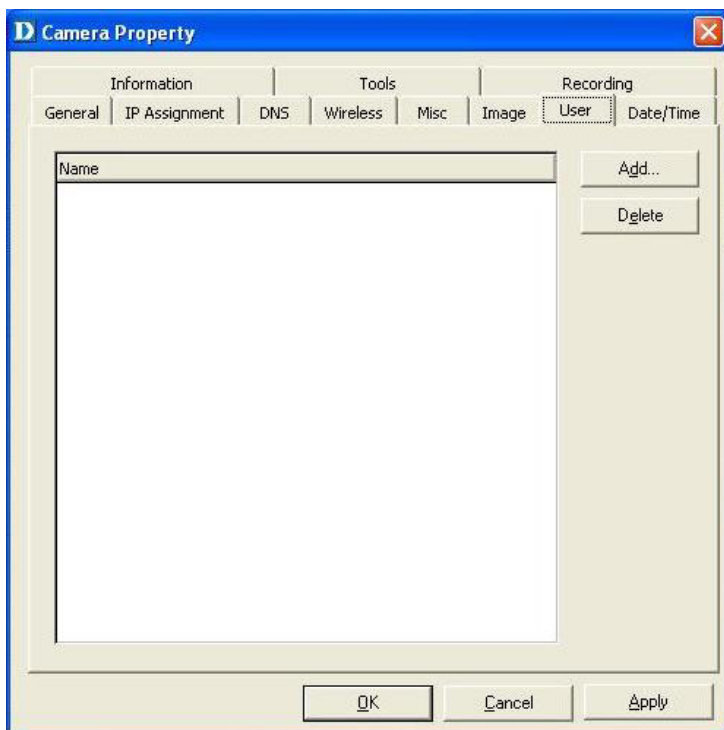 D Camera Property
Information Tools Recording
General IP Assignment DNS Wireless Misc Image User Date/Time
Name
Add...
Delete
OK Cancel Apply